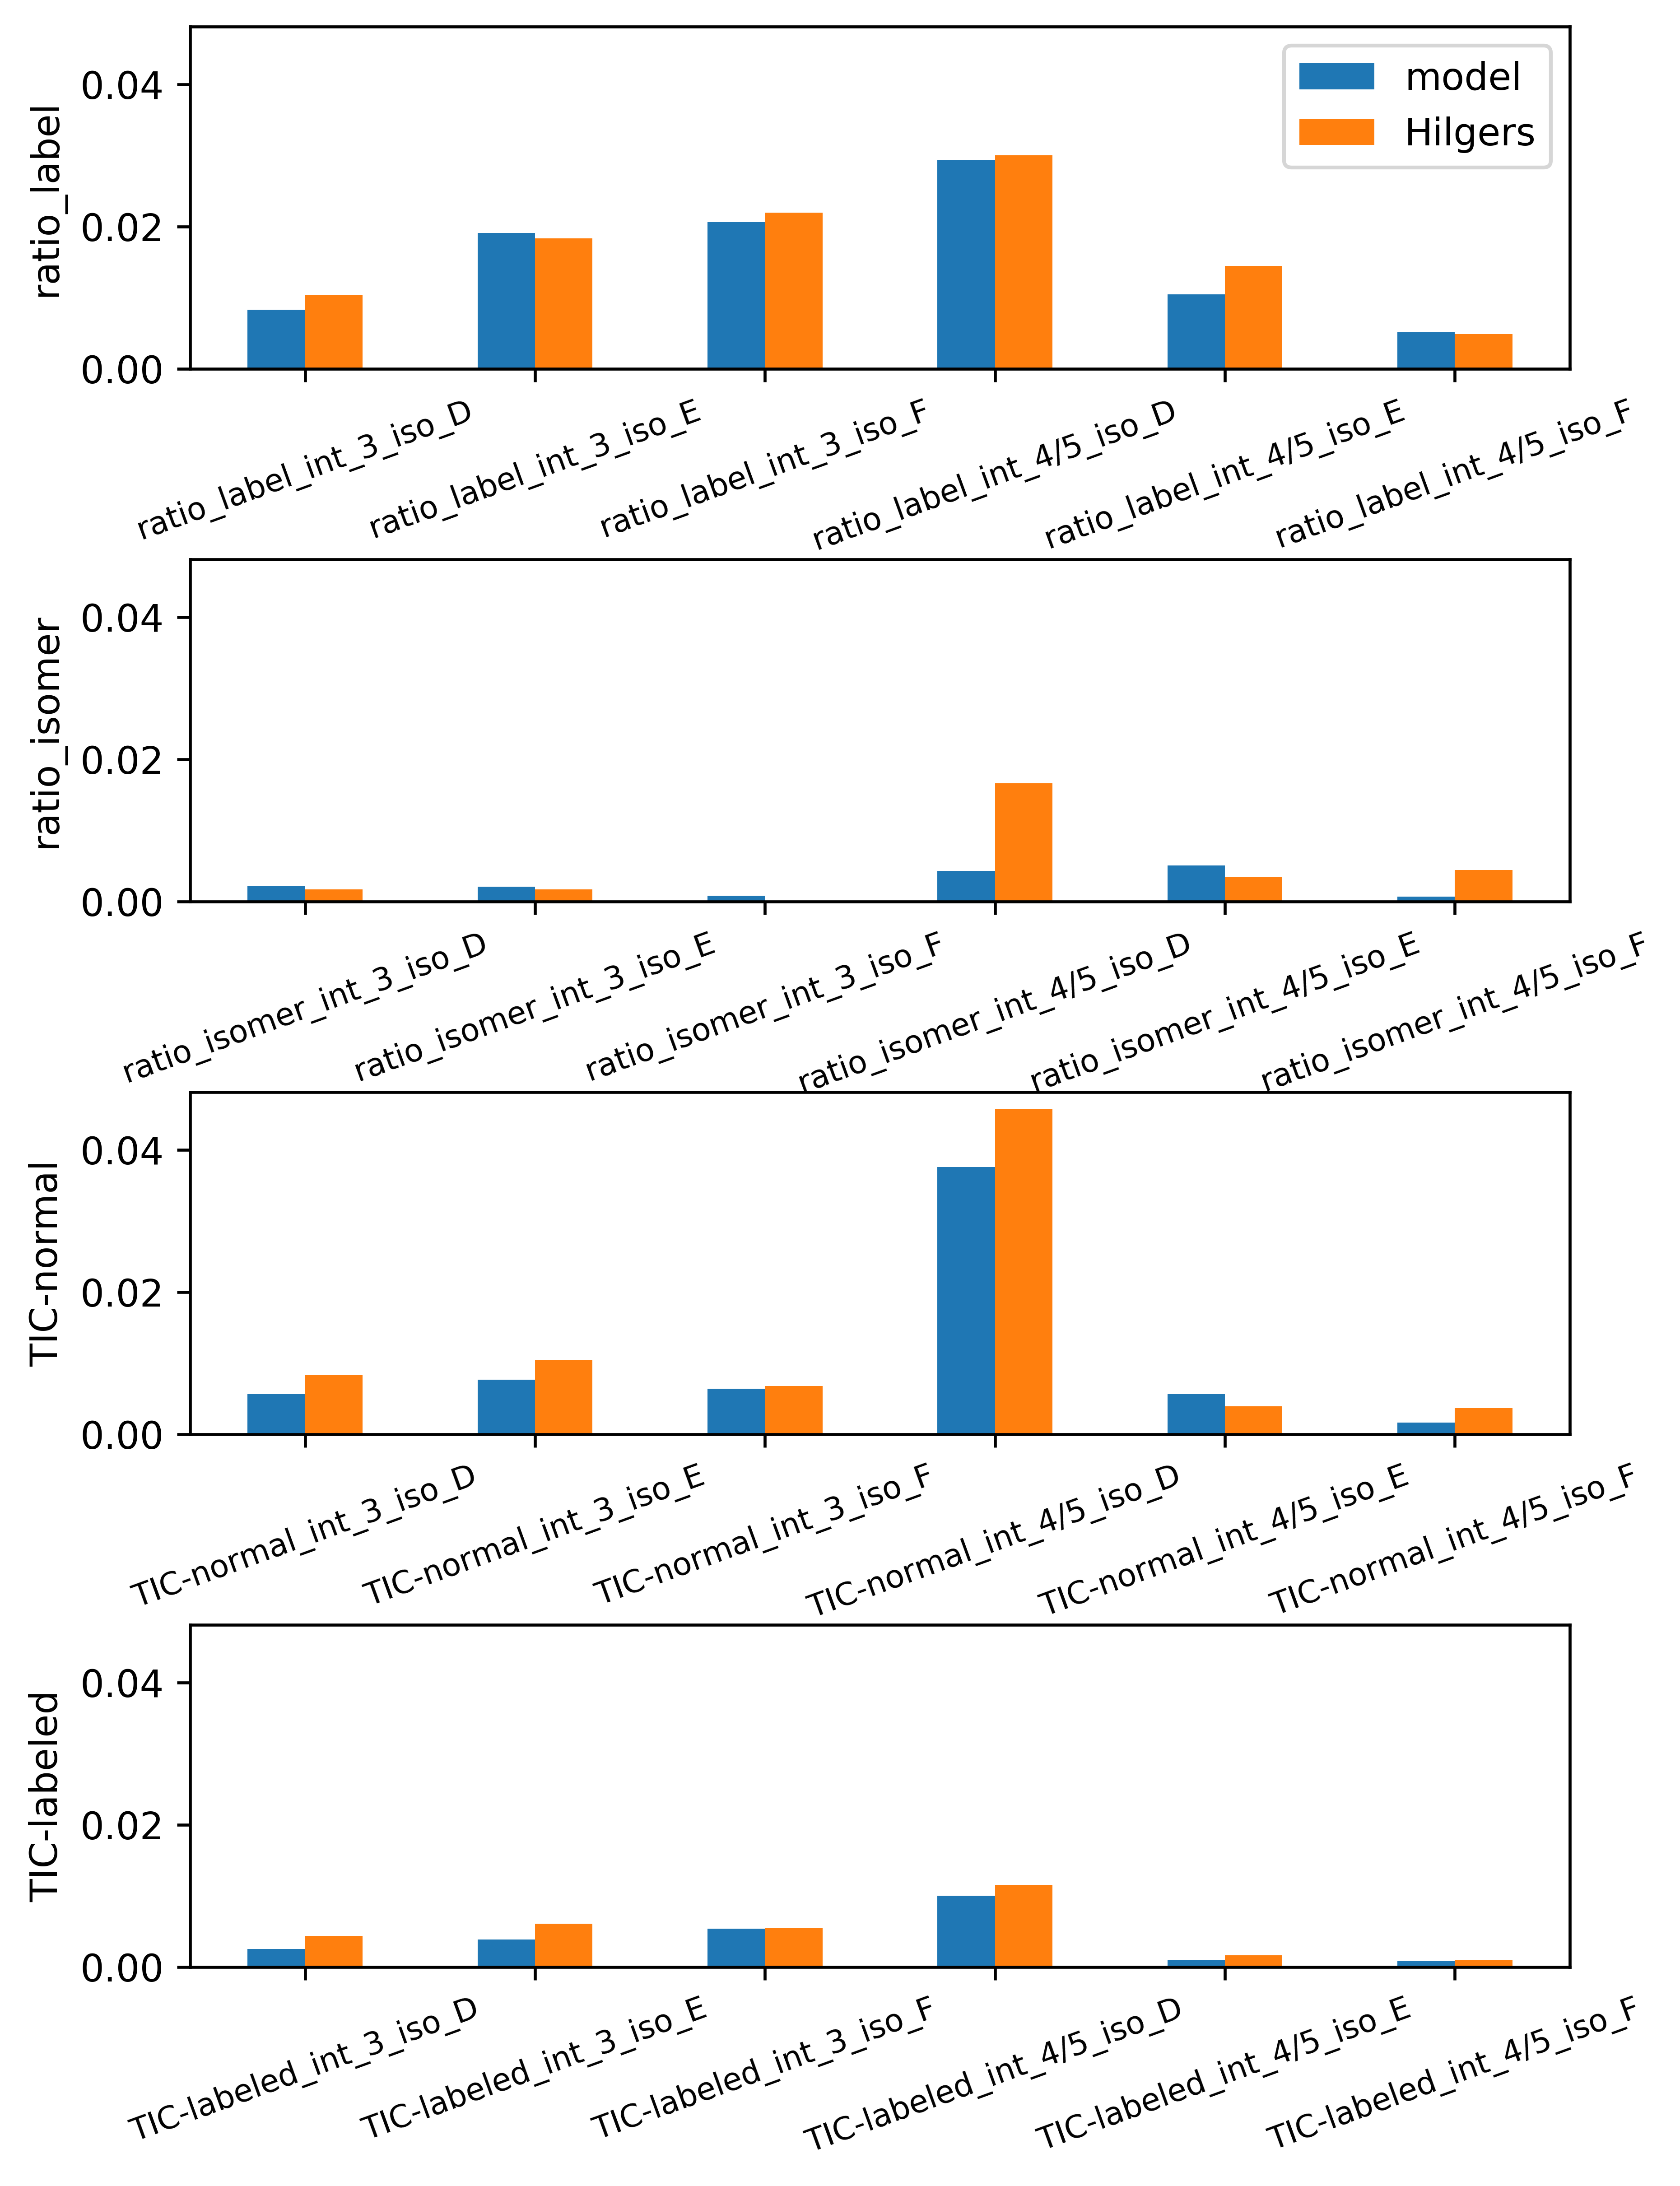 model
Hilgers
ratio_label
0.04
0.02
0.00
ratio_label_int_3_iso_D
ratio_label_int_3_iso_E
ratio_label_int_3_iso_F
ratio_label_int_4/5_iso_D
ratio_label_int_4/5_iso_E
ratio_label_int_4/5_iso_F
ratio_isomer
0.04
0.02
0.00
ratio_isomer_int_3_iso_D
ratio_isomer_int_3_iso_E
ratio_isomer_int_3_iso_F
ratio_isomer_int_4/5_iso_D
ratio_isomer_int_4/5_iso_E
ratio_isomer_int_4/5_iso_F
TIC-normal
0.04
0.02
0.00
TIC-normal_int_3_iso_D
TIC-normal_int_3_iso_E
TIC-normal_int_3_iso_F
TIC-normal_int_4/5_iso_D
TIC-normal_int_4/5_iso_E
TIC-normal_int_4/5_iso_F
TIC-labeled
0.04
0.02
0.00
TIC-labeled_int_3_iso_D
TIC-labeled_int_3_iso_E
TIC-labeled_int_3_iso_F
TIC-labeled_int_4/5_iso_D
TIC-labeled_int_4/5_iso_E
TIC-labeled_int_4/5_iso_F